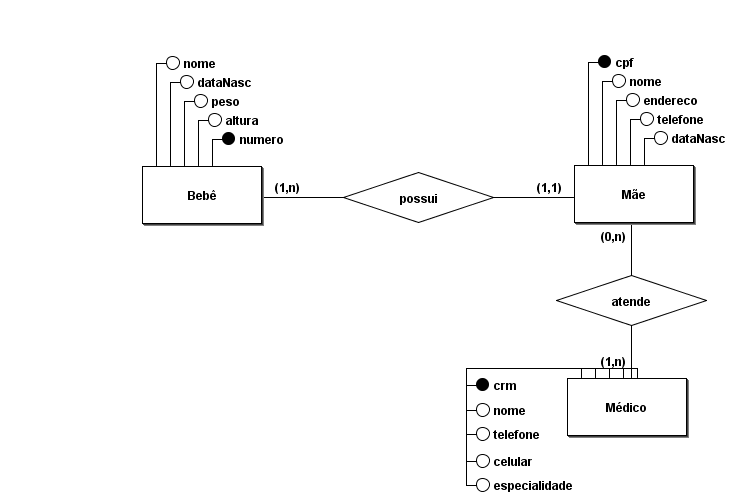 nome
dataNasc
peso
altura
numero
cpf
nome
endereco
telefone
dataNasc
Bebê
(1,n)
possui
(1,1)
Mãe
(0,n)
atende
(1,n)
crm
nome
telefone
celular
especialidade
Médico